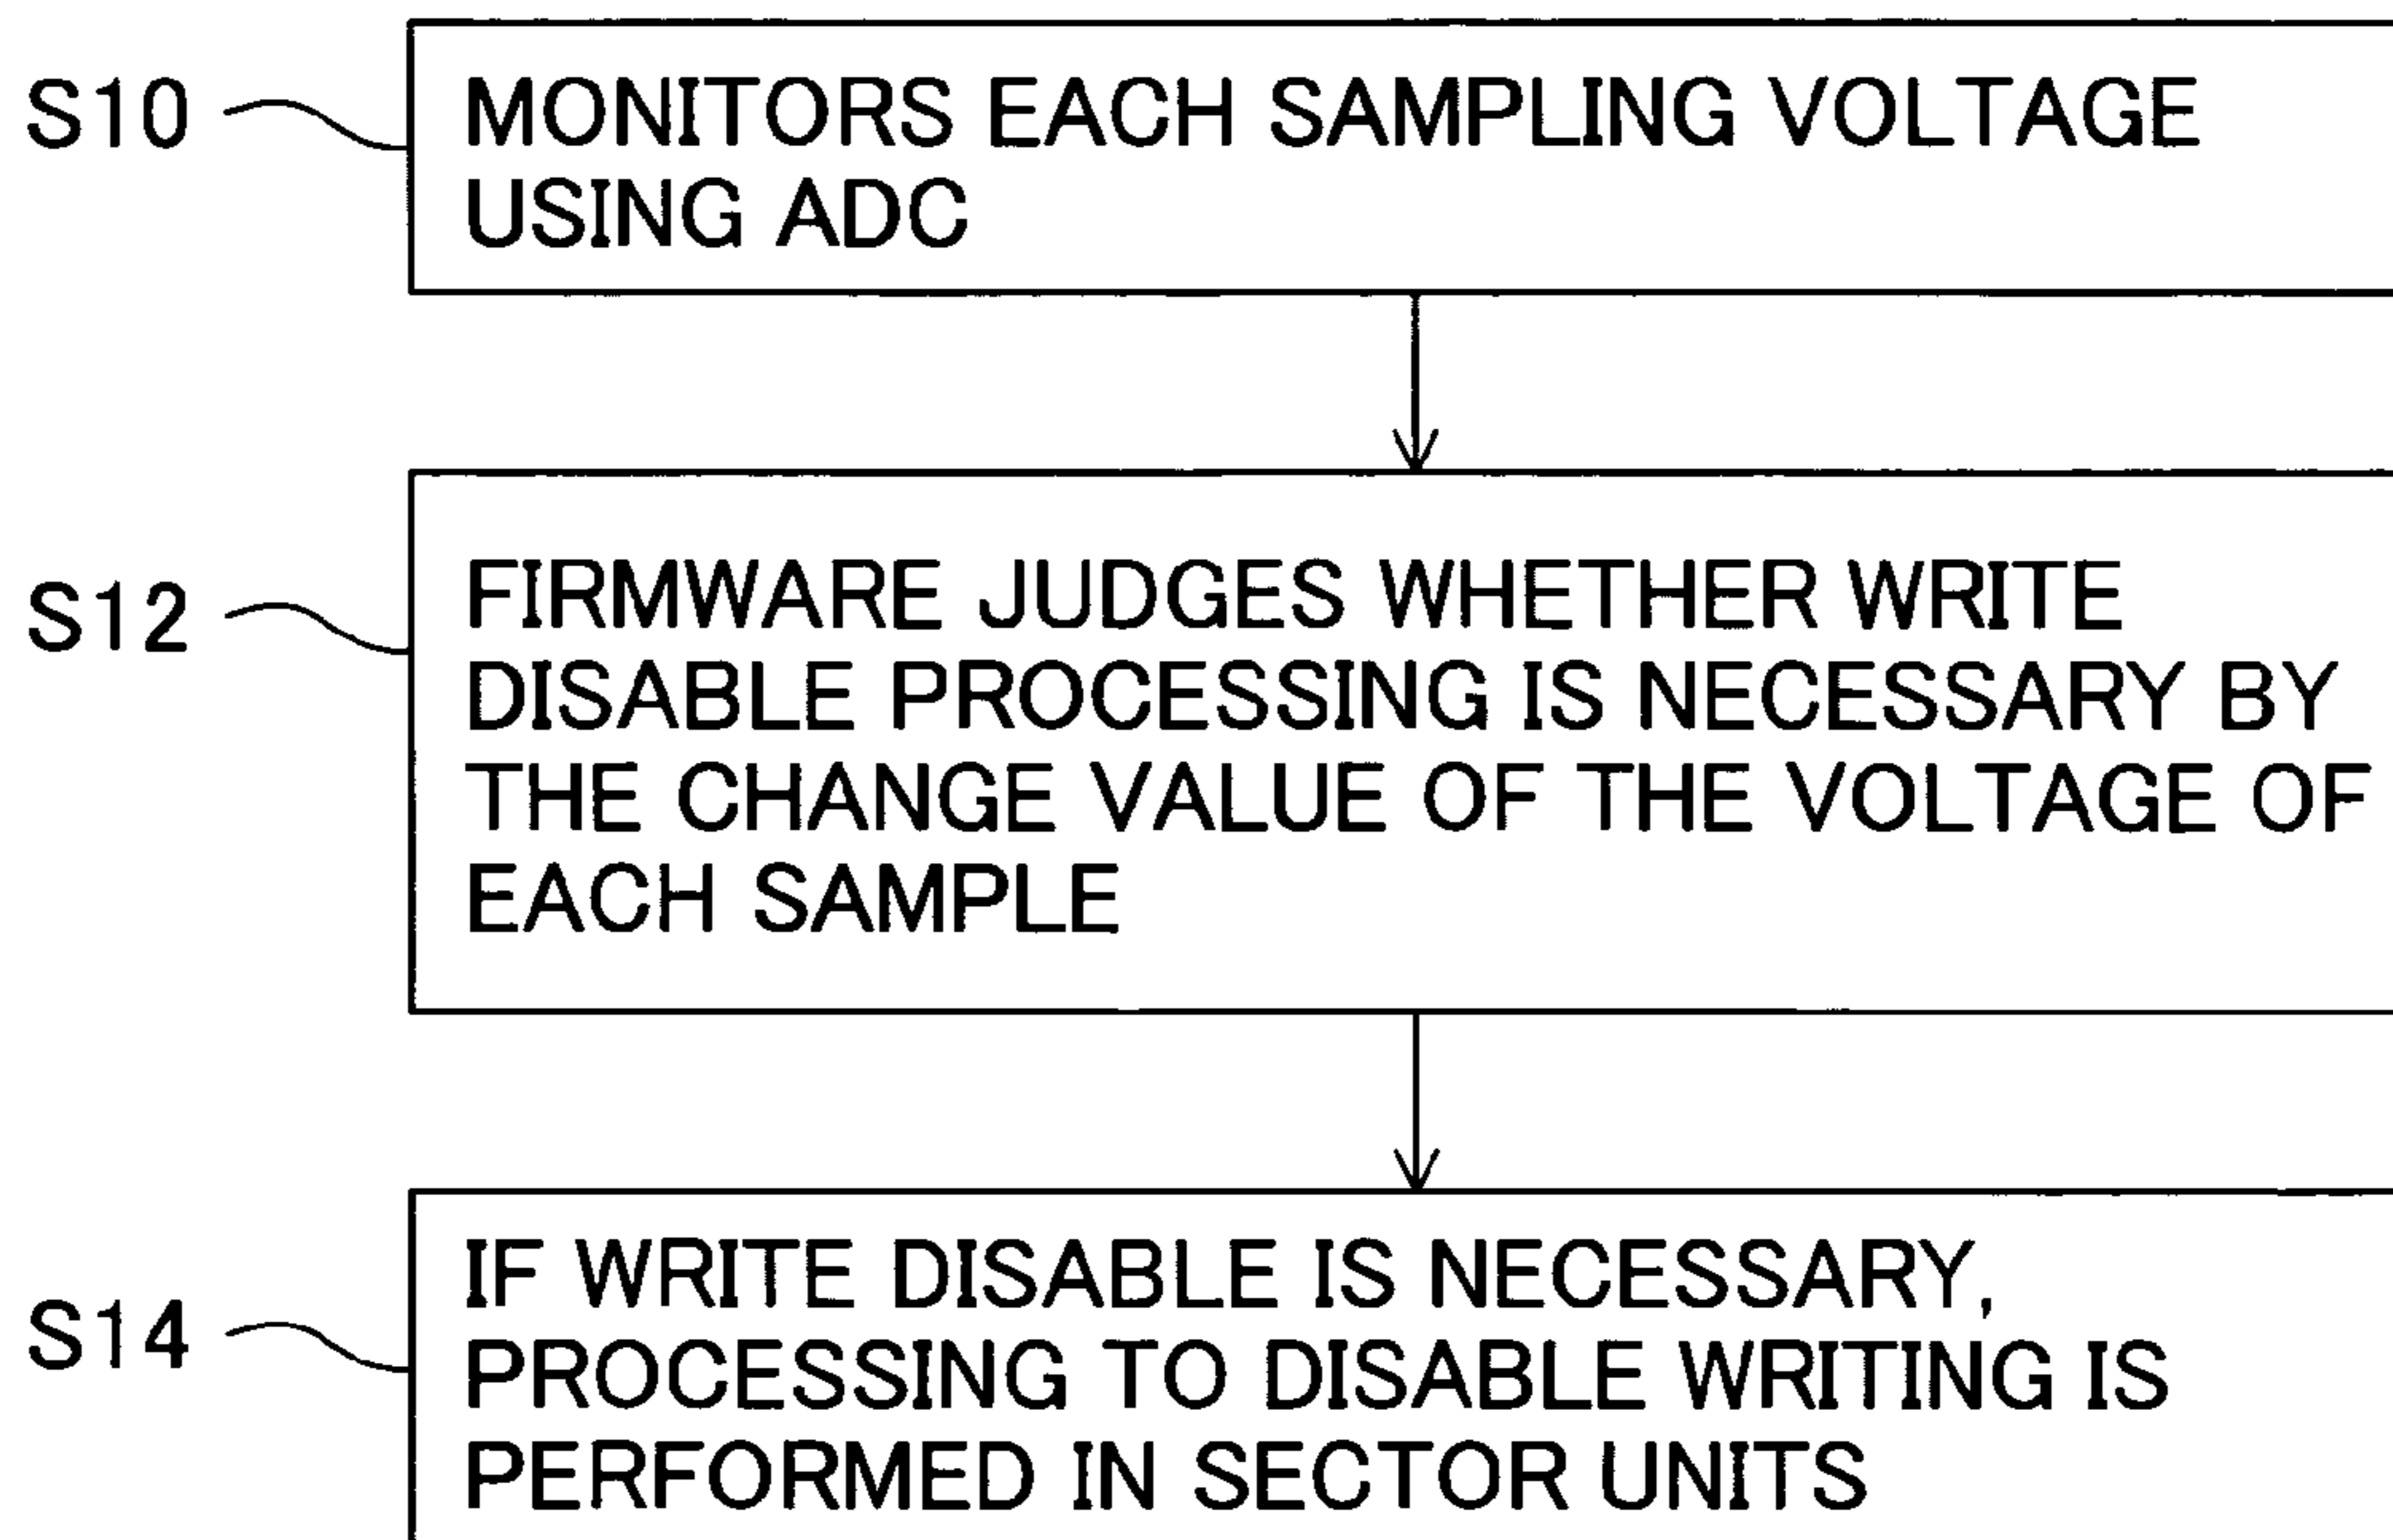 S10
MONITORS EACH SAMPLING VOLTAGE
USING ADC
S12
FIRMWARE JUDGES WHETHER WRITE
DISABLE PROCESSING IS NECESSARY BY
THE CHANGE VALUE OF THE VOLTAGE OF
EACH SAMPLE
S14
IF WRITE DISABLE IS NECESSARY,
PROCESSING TO DISABLE WRITING IS
PERFORMED IN SECTOR UNITS